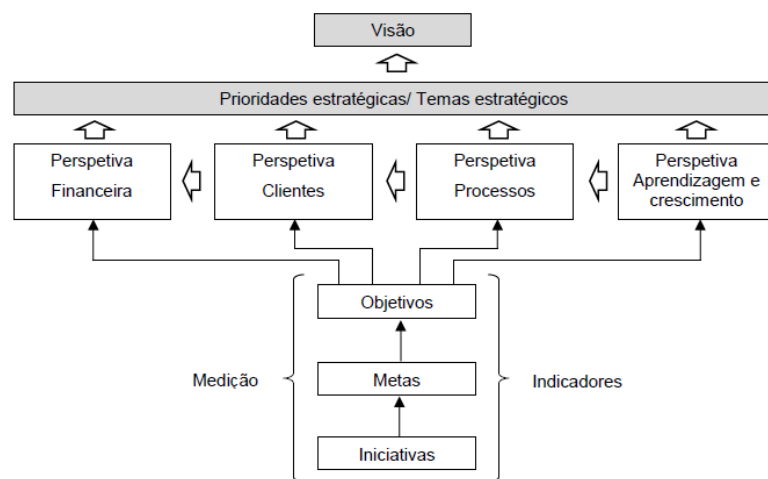 Visão
Prioridades estratégicas/ Temas estratégicos
Perspetiva
Financeira
Perspetiva
Clientes
Perspetiva
Processos
Perspetiva
Aprendizagem e
crescimento
Objetivos
Medição
Metas
Indicadores
Iniciativas